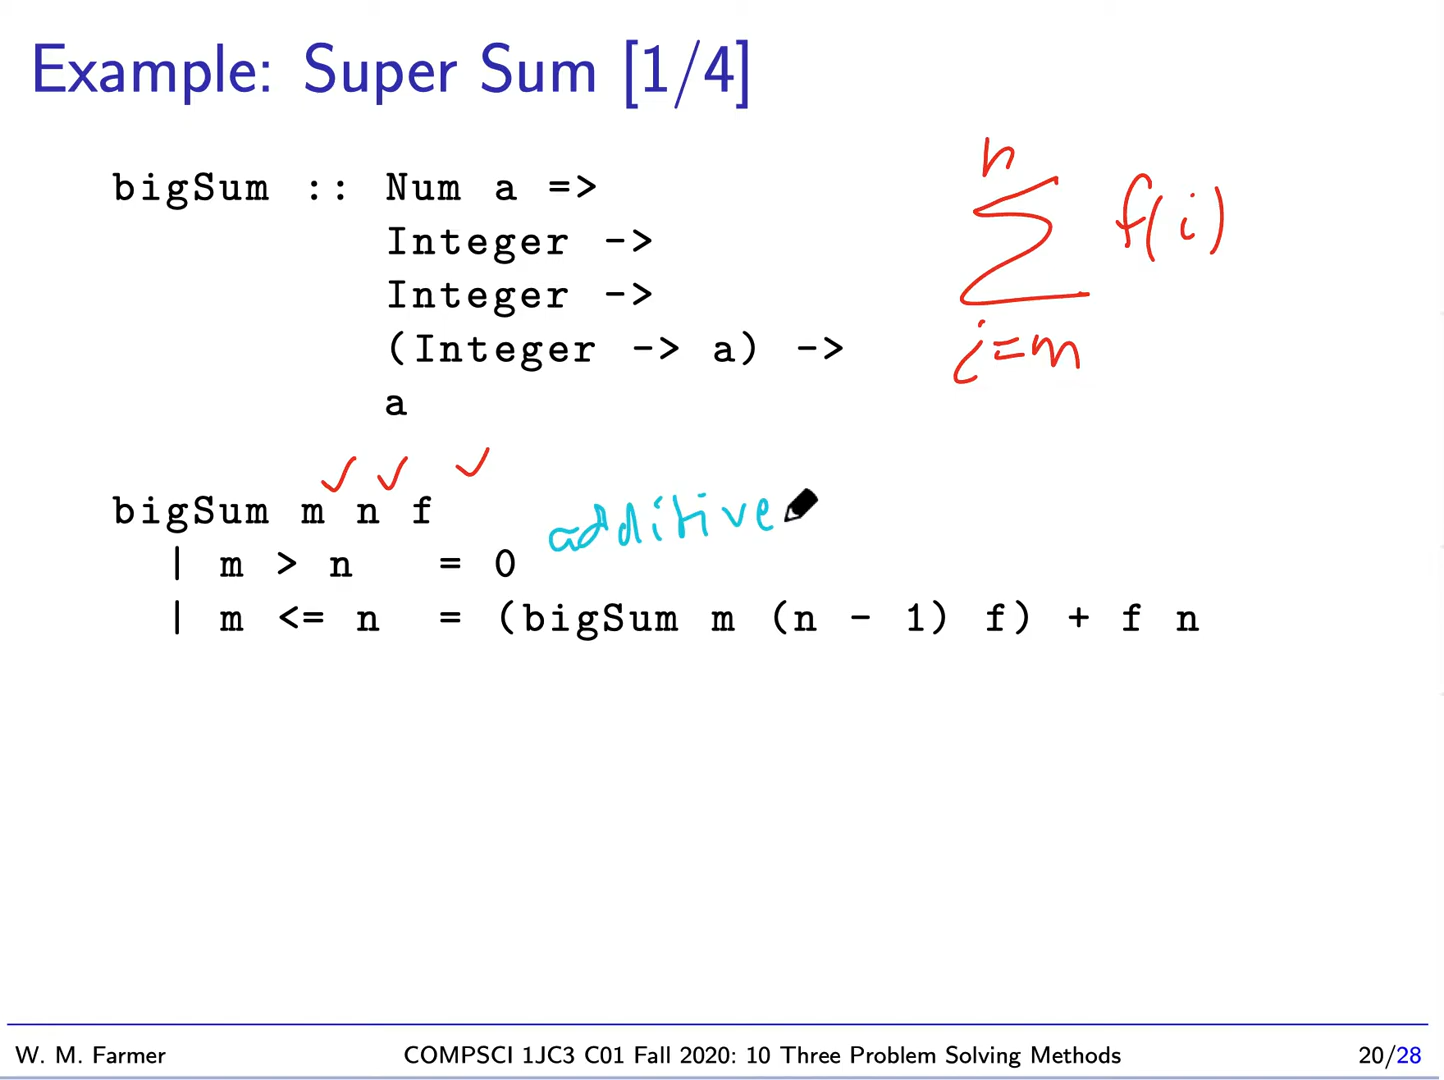 Example: Super Sum [1/4]
bigSum :: Num a =>
Integer ->
Integer ->
(Integer -> a) ->
a
n
∑ f(i)
i=m
bigSum m n f
additive
| m > n = 0
| m <= n = (bigSum m (n - 1) f) + f n
W. M. Farmer COMPSCI 1JC3 C01 Fall 2020: 10 Three Problem Solving Methods 20/28